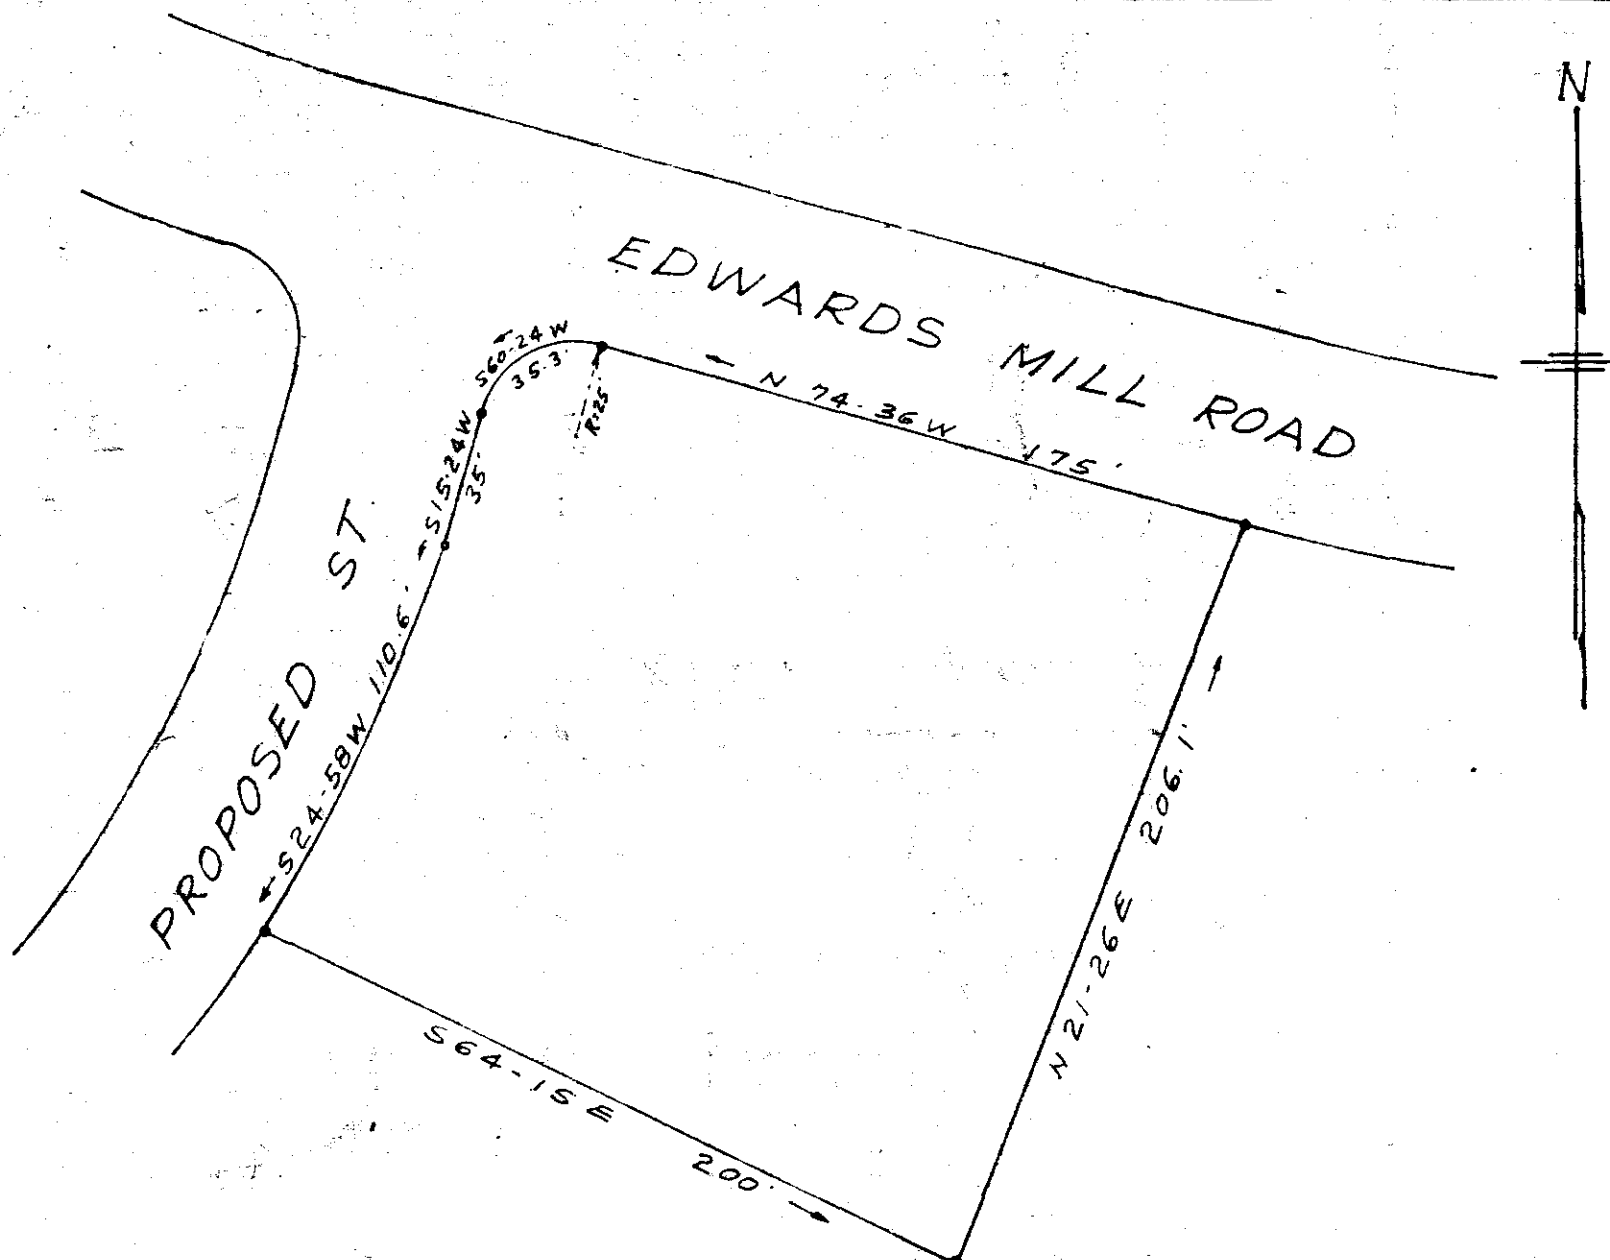 N
EDWARDS MILL ROAD
S60-24W
35.3'
R=25
N 74-36W 175'
S15-24W
35'
PROPOSED ST.
S24-58W 110.6'
N21-26E 206.1'
S64-15E 200'